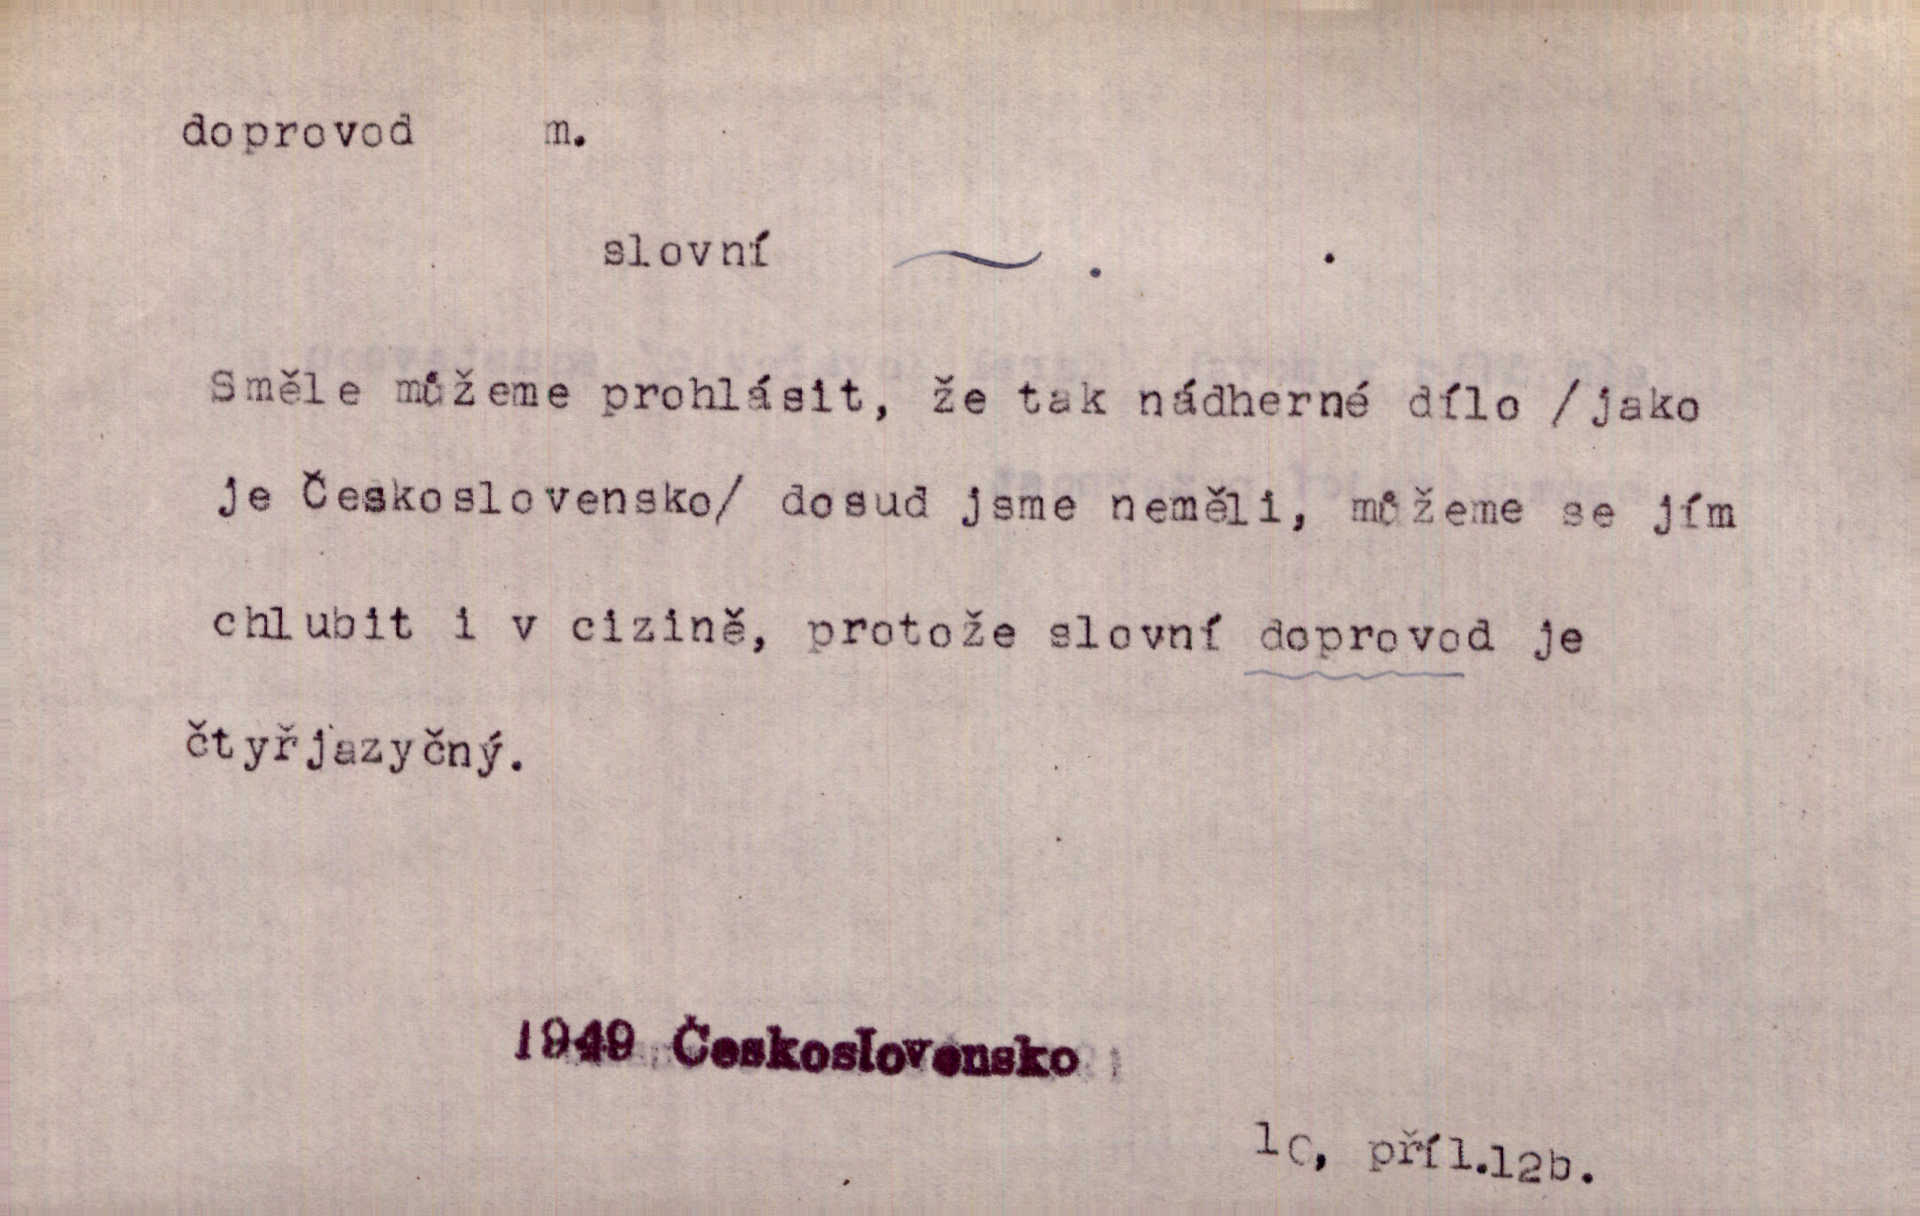 doprovod m.
slovní ~ . .
Směle můžeme prohlásit, že tak nádherné dílo /jako
je Československo/ dosud jsme neměli, můžeme se jím
chlubit i v cizině, protože slovní doprovod je
čtyřjazyčný.
1949 Československo
10, příl.12b.